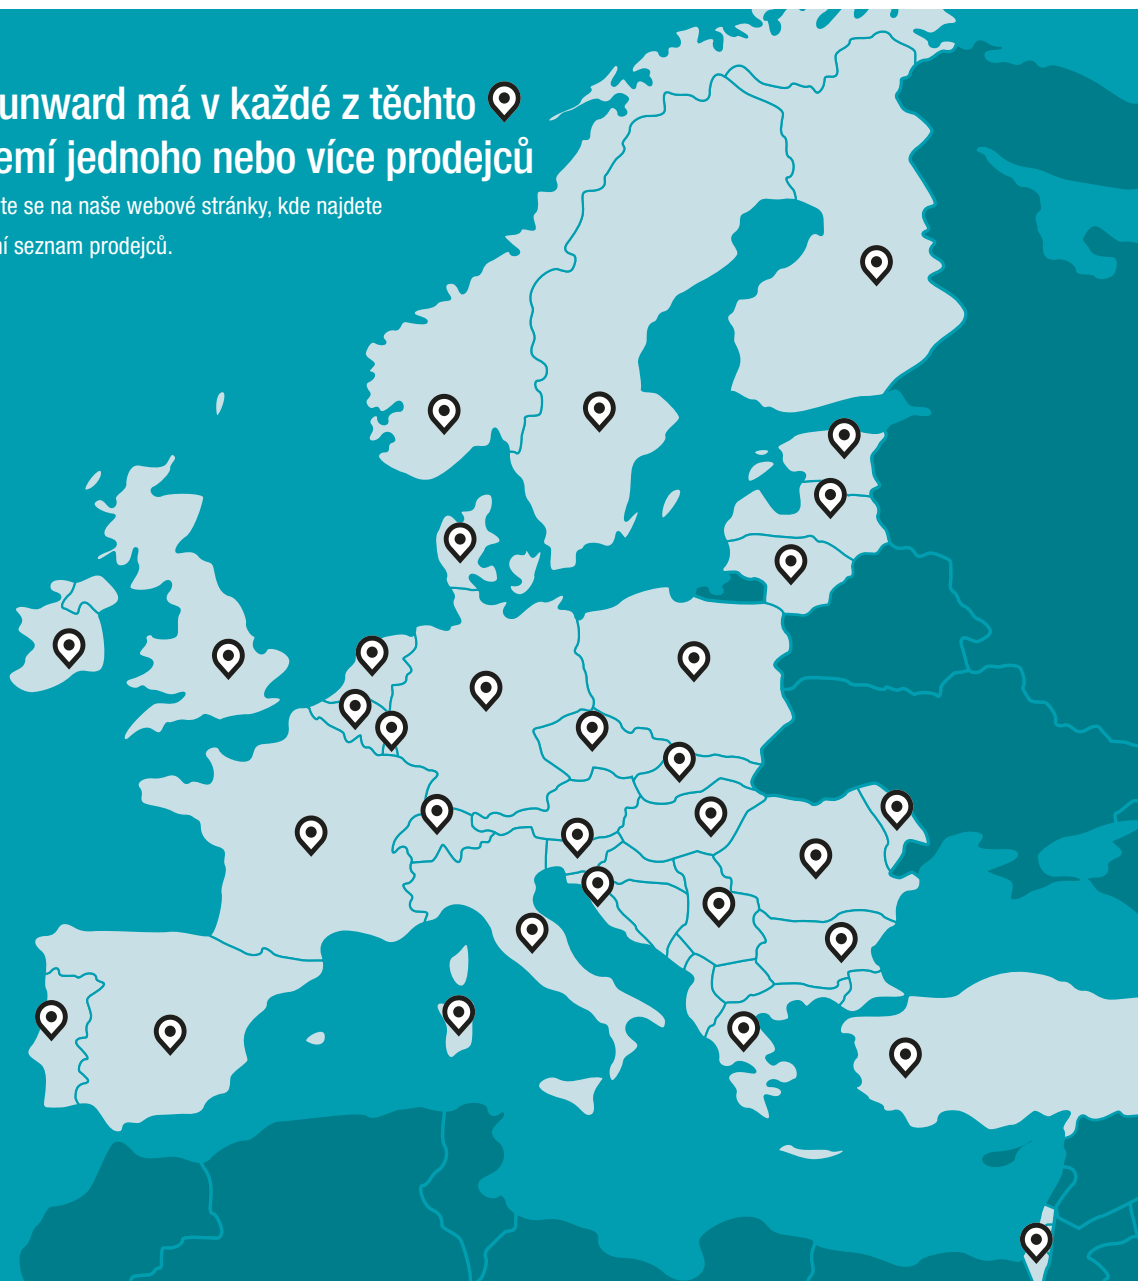 unward má v každé z těchto
emí jednoho nebo více prodejců
te se na naše webové stránky, kde najdete
ní seznam prodejců.